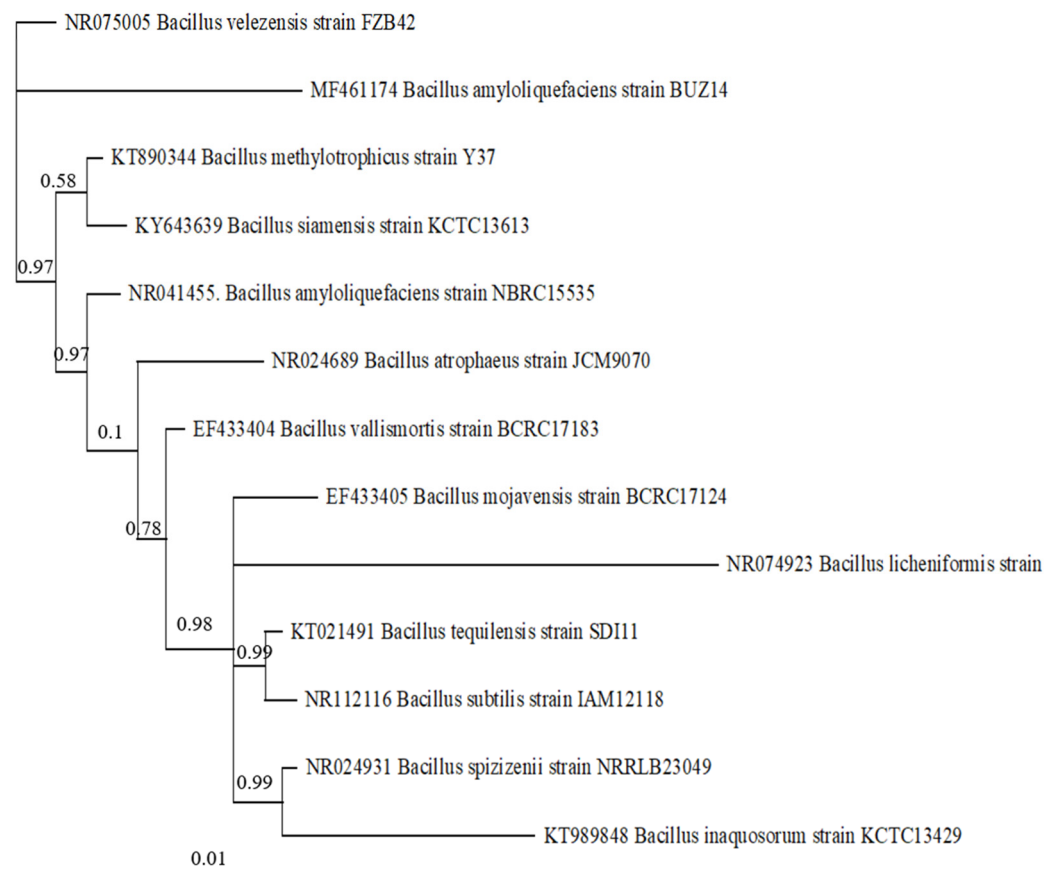 NR075005 Bacillus velezensis strain FZB42
MF461174 Bacillus amyloliquefaciens strain BUZ14
KT890344 Bacillus methylotrophicus strain Y37
0.58
KY643639 Bacillus siamensis strain KCTC13613
0.97
NR041455. Bacillus amyloliquefaciens strain NBRC15535
0.97
NR024689 Bacillus atrophaeus strain JCM9070
0.1
EF433404 Bacillus vallismortis strain BCRC17183
EF433405 Bacillus mojavensis strain BCRC17124
0.78
NR074923 Bacillus licheniformis strain
0.98
KT021491 Bacillus tequilensis strain SDI11
0.99
NR112116 Bacillus subtilis strain IAM12118
NR024931 Bacillus spizizenii strain NRRLB23049
0.99
KT989848 Bacillus inaquosorum strain KCTC13429
0.01